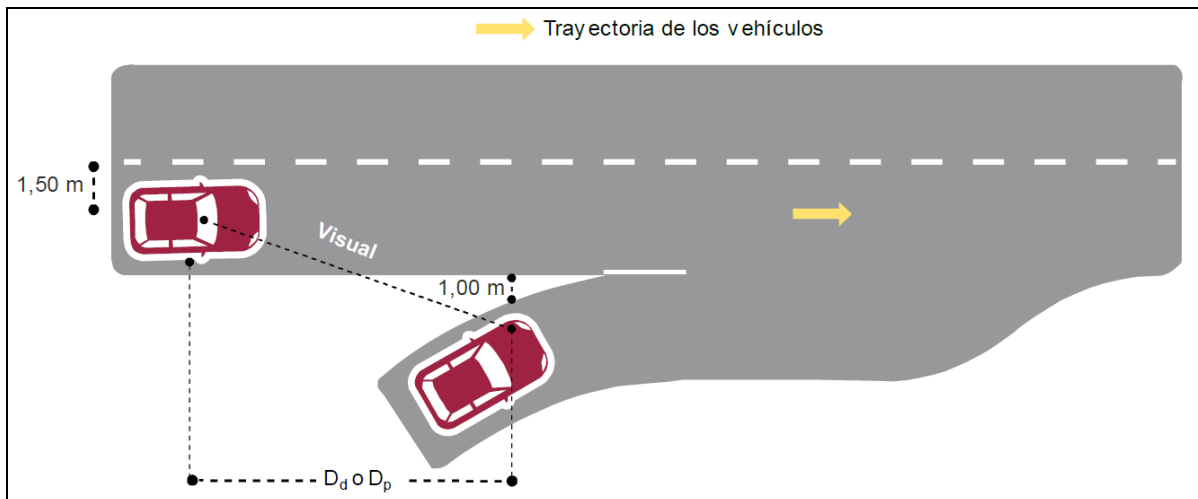 Trayectoria de los vehículos
1,50 m
Visual
1,00 m
Dd o Dp